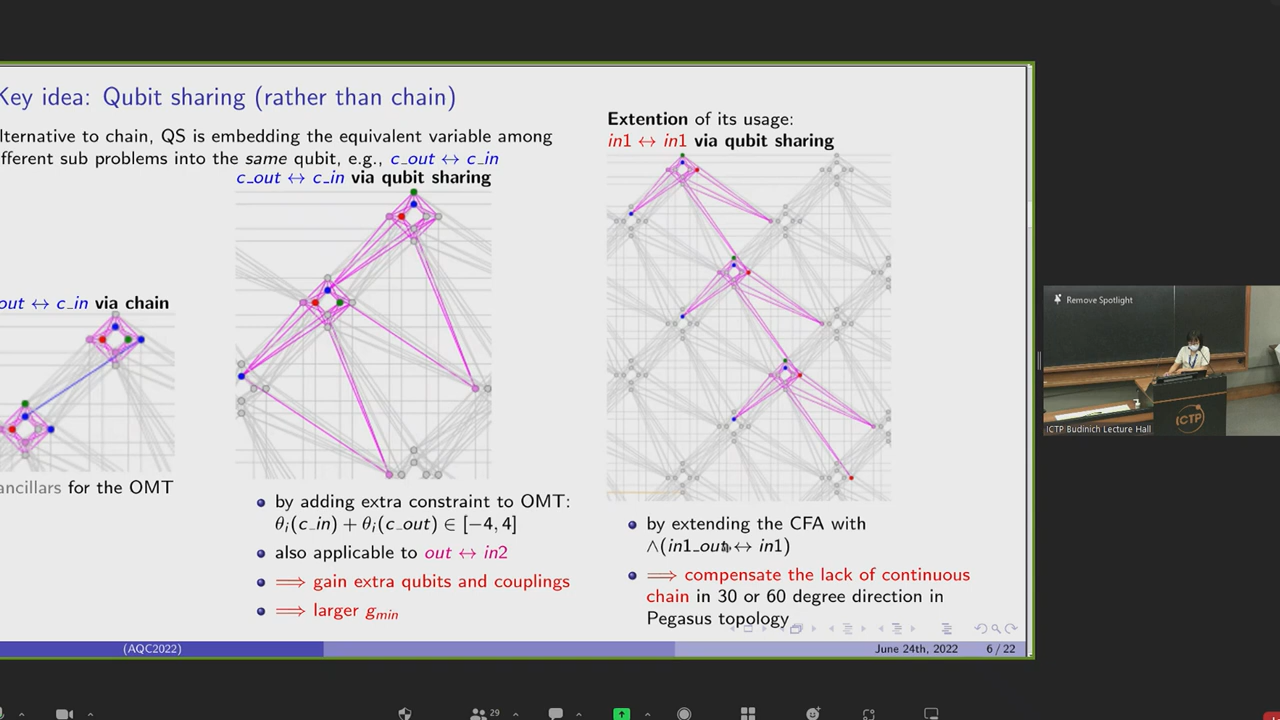 Key idea: Qubit sharing (rather than chain)
lternative to chain, QS is embedding the equivalent variable among
fferent sub problems into the same qubit, e.g., c_out ↔ c_in
c_out ↔ c_in via qubit sharing
out ↔ c_in via chain
ancillars for the OMT
by adding extra constraint to OMT:
θi(c_in) + θi(c_out) ∈ [−4, 4]
also applicable to out ↔ in2
⟹ gain extra qubits and couplings
⟹ larger gmin
Extention of its usage:
in1 ↔ in1 via qubit sharing
by extending the CFA with
∧(in1_out ↔ in1)
⟹ compensate the lack of continuous
chain in 30 or 60 degree direction in
Pegasus topology
(AQC2022)
June 24th, 2022
6 / 22
Remove Spotlight
ICTP
ICTP Budinich Lecture Hall
29